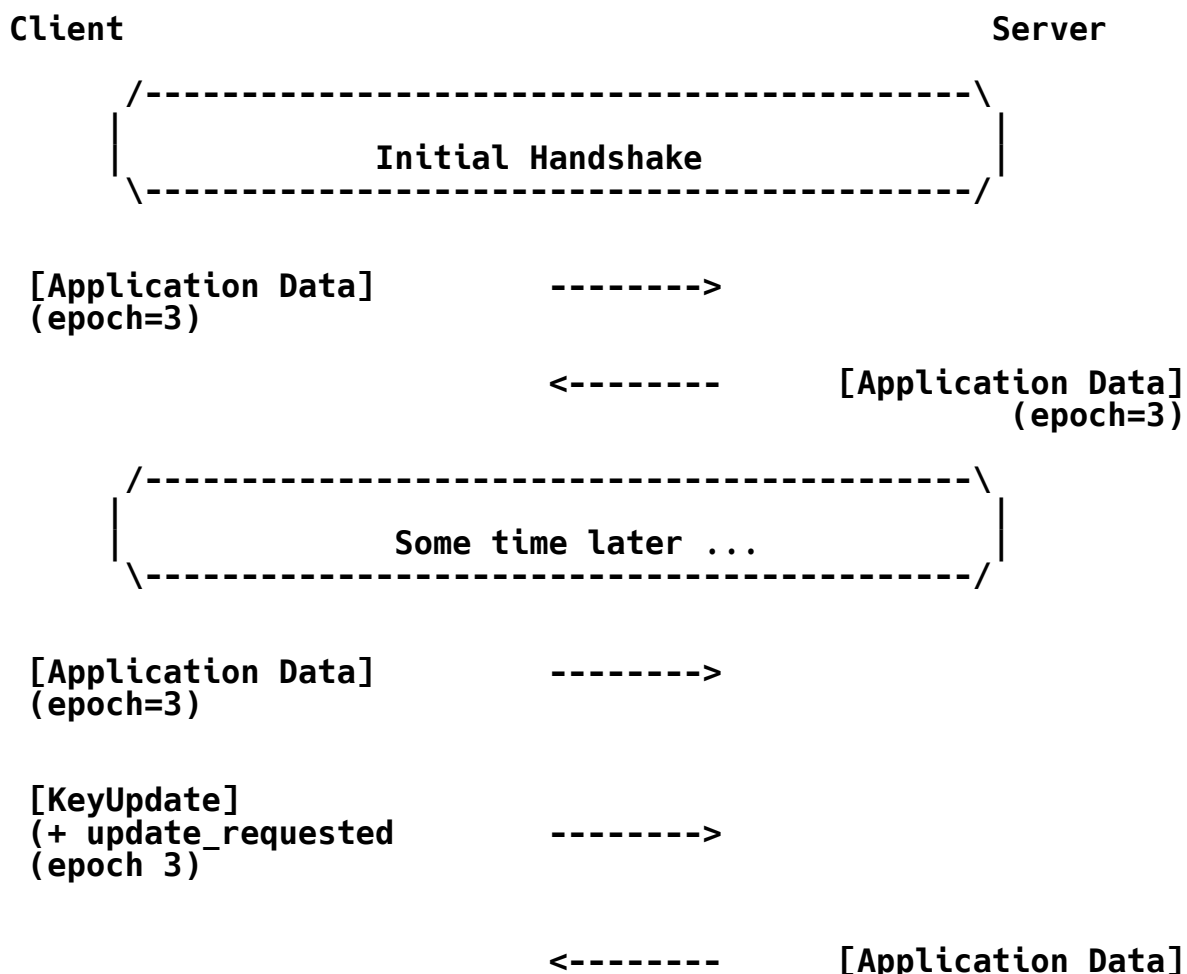 Client                                             Server

      /-------------------------------------------\
     |                                             |
     |             Initial Handshake               |
      \-------------------------------------------/


 [Application Data]         -------->
 (epoch=3)

                            <--------      [Application Data]
                                                    (epoch=3)

      /-------------------------------------------\
     |                                             |
     |              Some time later ...            |
      \-------------------------------------------/


 [Application Data]         -------->
 (epoch=3)


 [KeyUpdate]
 (+ update_requested        -------->
 (epoch 3)


                            <--------      [Application Data]